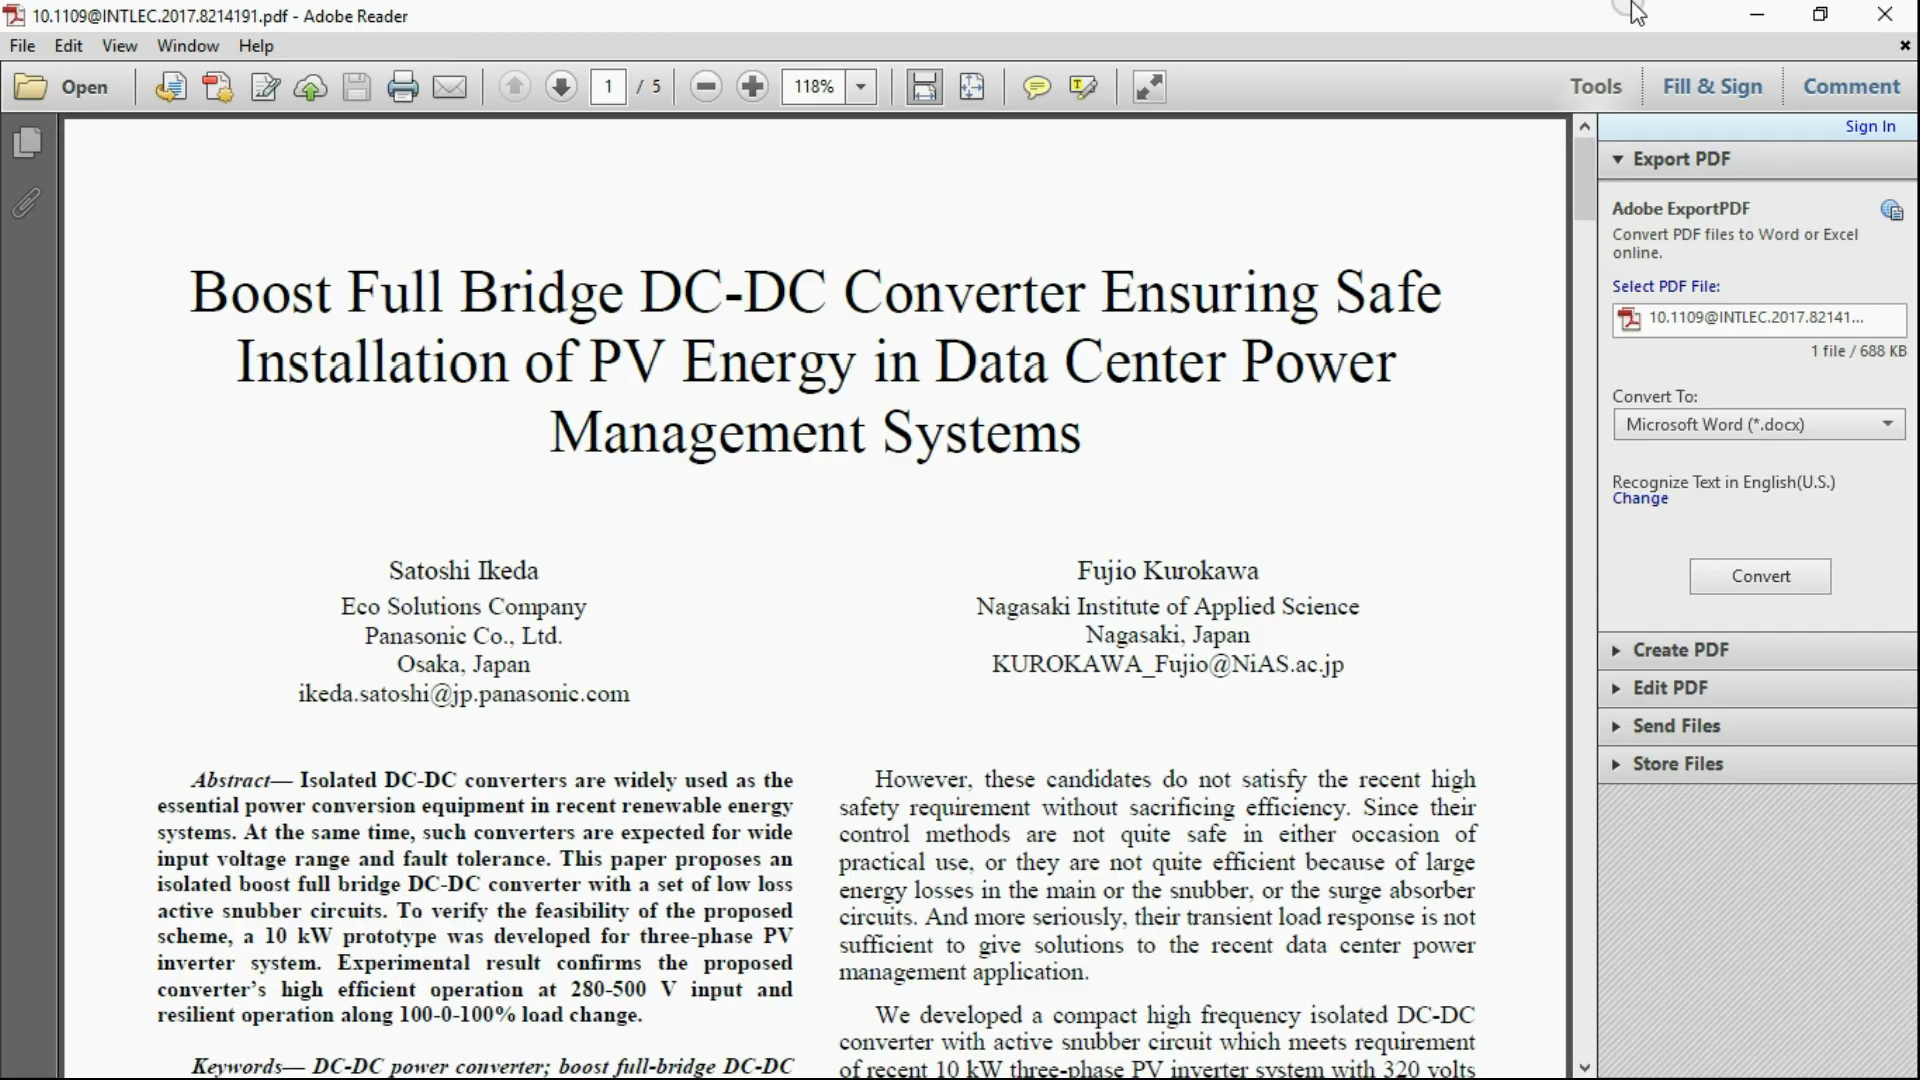 10.1109@INTLEC.2017.8214191.pdf - Adobe Reader
File Edit View Window Help
Open 1 / 5 118% Tools Fill & Sign Comment
Sign In
Export PDF
Adobe ExportPDF
Convert PDF files to Word or Excel
online.
Select PDF File:
10.1109@INTLEC.2017.82141...
1 file / 688 KB
Convert To:
Microsoft Word (*.docx)
Recognize Text in English(U.S.)
Change
Convert
Create PDF
Edit PDF
Send Files
Store Files
Boost Full Bridge DC-DC Converter Ensuring Safe
Installation of PV Energy in Data Center Power
Management Systems
Satoshi Ikeda
Eco Solutions Company
Panasonic Co., Ltd.
Osaka, Japan
ikeda.satoshi@jp.panasonic.com
Fujio Kurokawa
Nagasaki Institute of Applied Science
Nagasaki, Japan
KUROKAWA_Fujio@NiAS.ac.jp
Abstract— Isolated DC-DC converters are widely used as the
essential power conversion equipment in recent renewable energy
systems. At the same time, such converters are expected for wide
input voltage range and fault tolerance. This paper proposes an
isolated boost full bridge DC-DC converter with a set of low loss
active snubber circuits. To verify the feasibility of the proposed
scheme, a 10 kW prototype was developed for three-phase PV
inverter system. Experimental result confirms the proposed
converter's high efficient operation at 280-500 V input and
resilient operation along 100-0-100% load change.
Keywords— DC-DC power converter; boost full-bridge DC-DC
However, these candidates do not satisfy the recent high
safety requirement without sacrificing efficiency. Since their
control methods are not quite safe in either occasion of
practical use, or they are not quite efficient because of large
energy losses in the main or the snubber, or the surge absorber
circuits. And more seriously, their transient load response is not
sufficient to give solutions to the recent data center power
management application.
We developed a compact high frequency isolated DC-DC
converter with active snubber circuit which meets requirement
of recent 10 kW three-phase PV inverter system with 320 volts